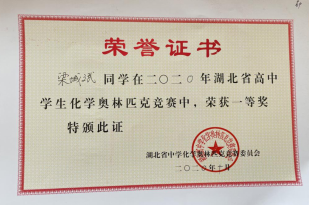 荣誉证书
同学在二〇二〇年湖北省高中
学生化学奥林匹克竞赛中，荣获一等奖
特颁此证
湖北省中学化学奥林匹克竞赛委员会
二〇二〇年十月